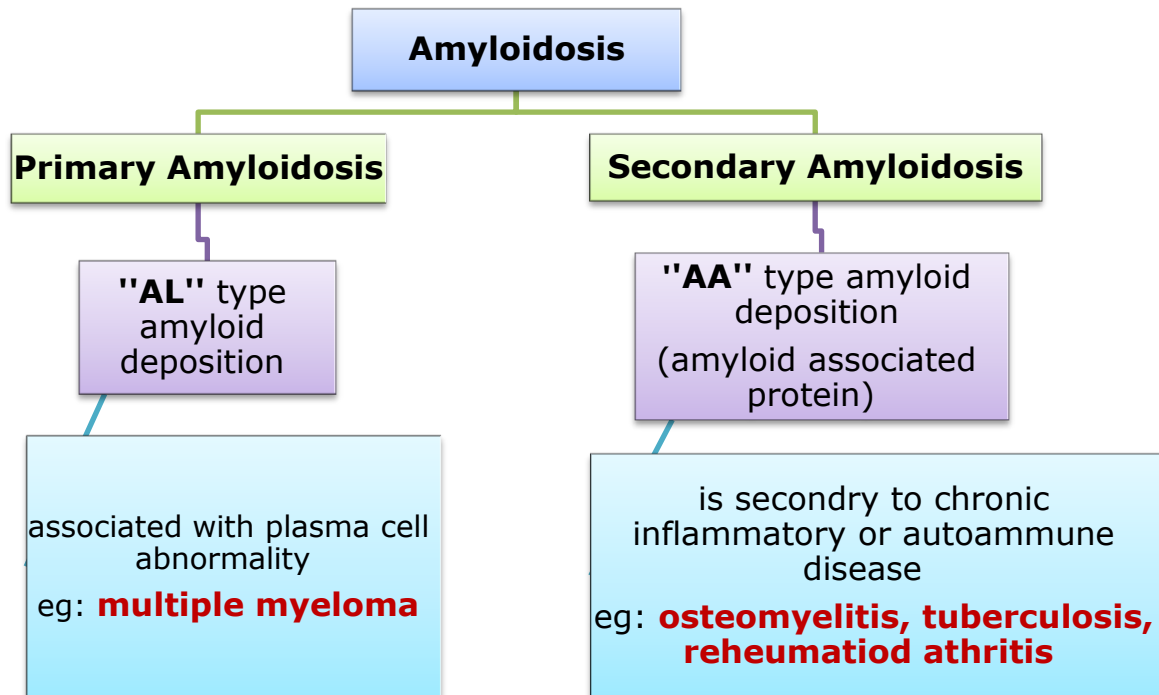 Amyloidosis
Primary Amyloidosis
Secondary Amyloidosis
"AL" type
amyloid
deposition
"AA" type amyloid
deposition
(amyloid associated
protein)
associated with plasma cell
abnormality
eg: multiple myeloma
is secondry to chronic
inflammatory or autoammune
disease
eg: osteomyelitis, tuberculosis,
reheumatiod athritis